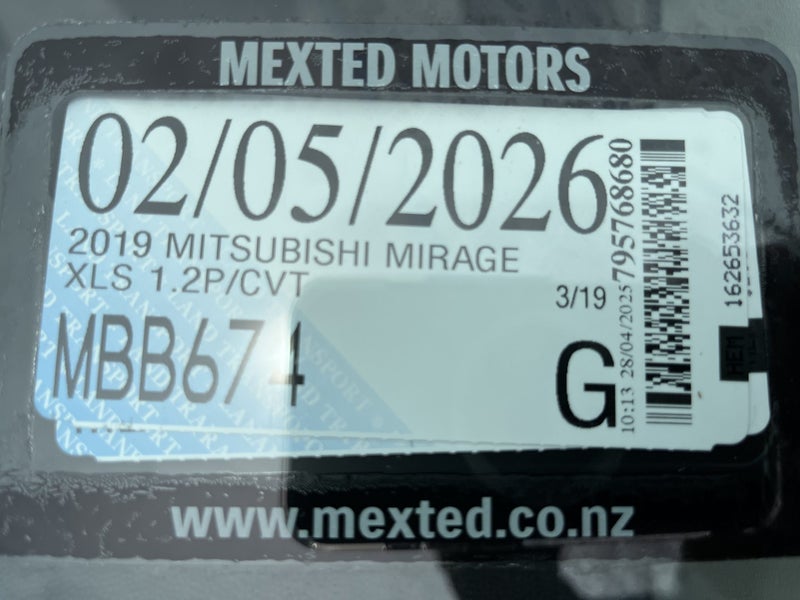 MEXTED MOTORS
02/05/2026
2019 MITSUBISHI MIRAGE
XLS 1.2P/CVT
3/19
MBB674
G
10:13 28/04/2025 795768680
162653632
HEM
www.mexted.co.nz